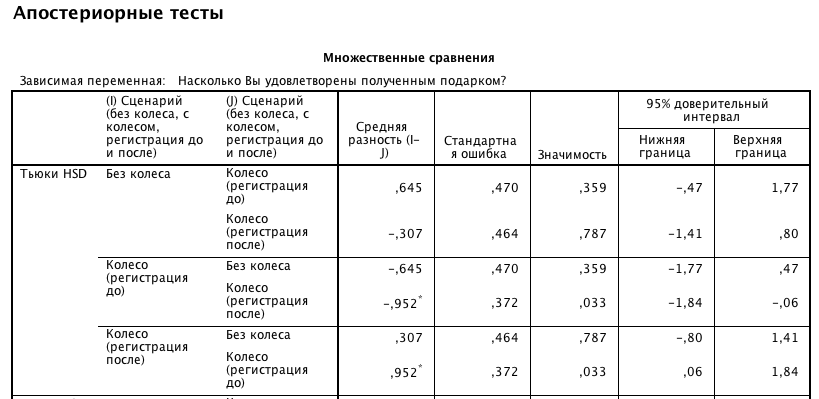 Апостериорные тесты
Множественные сравнения
Зависимая переменная: Насколько Вы удовлетворены полученным подарком?
(I) Сценарий (без колеса, с колесом, регистрация до и после) (J) Сценарий (без колеса, с колесом, регистрация до и после) Средняя разность (I-J) Стандартная ошибка Значимость 95% доверительный интервал
Нижняя граница Верхняя граница
Тьюки HSD Без колеса Колесо (регистрация до) ,645 ,470 ,359 -,47 1,77
Колесо (регистрация после) -,307 ,464 ,787 -1,41 ,80
Колесо (регистрация до) Без колеса -,645 ,470 ,359 -1,77 ,47
Колесо (регистрация после) -,952* ,372 ,033 -1,84 -,06
Колесо (регистрация после) Без колеса ,307 ,464 ,787 -,80 1,41
Колесо (регистрация до) ,952* ,372 ,033 ,06 1,84